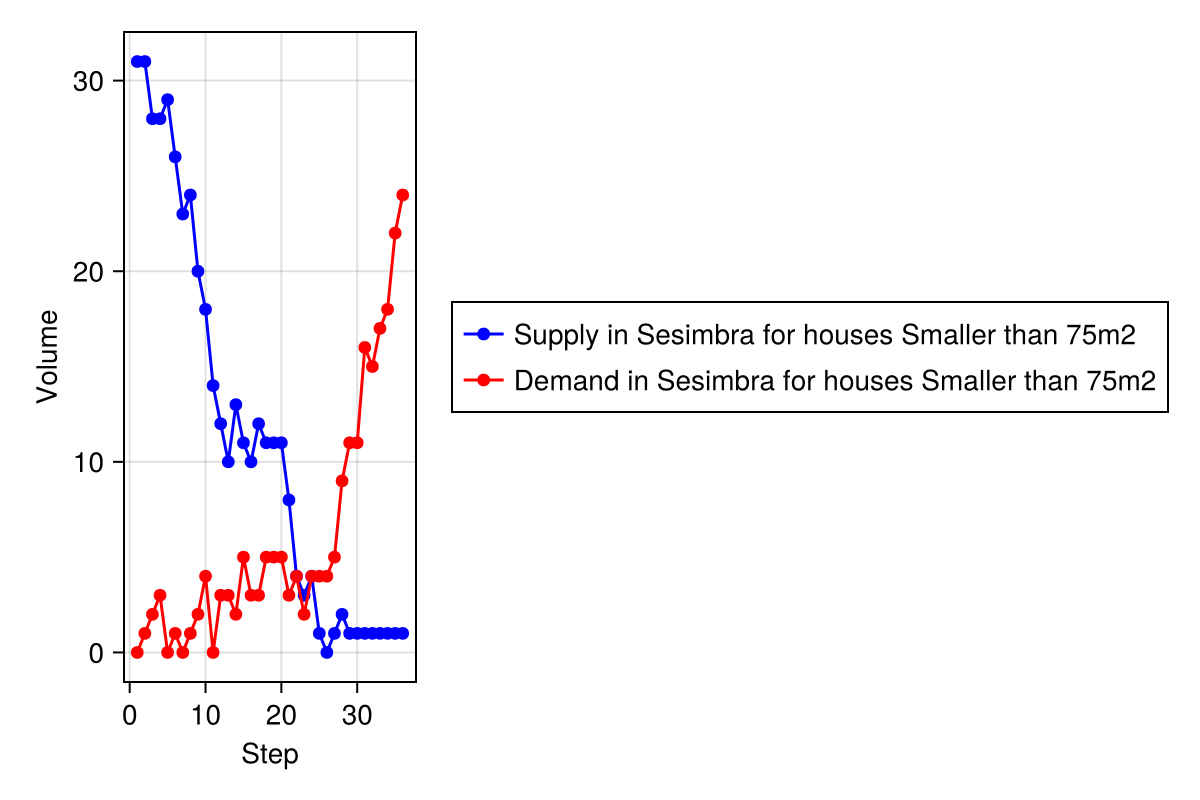 30
20
10
0
Volume
0 10 20 30
Step
Supply in Sesimbra for houses Smaller than 75m2
Demand in Sesimbra for houses Smaller than 75m2